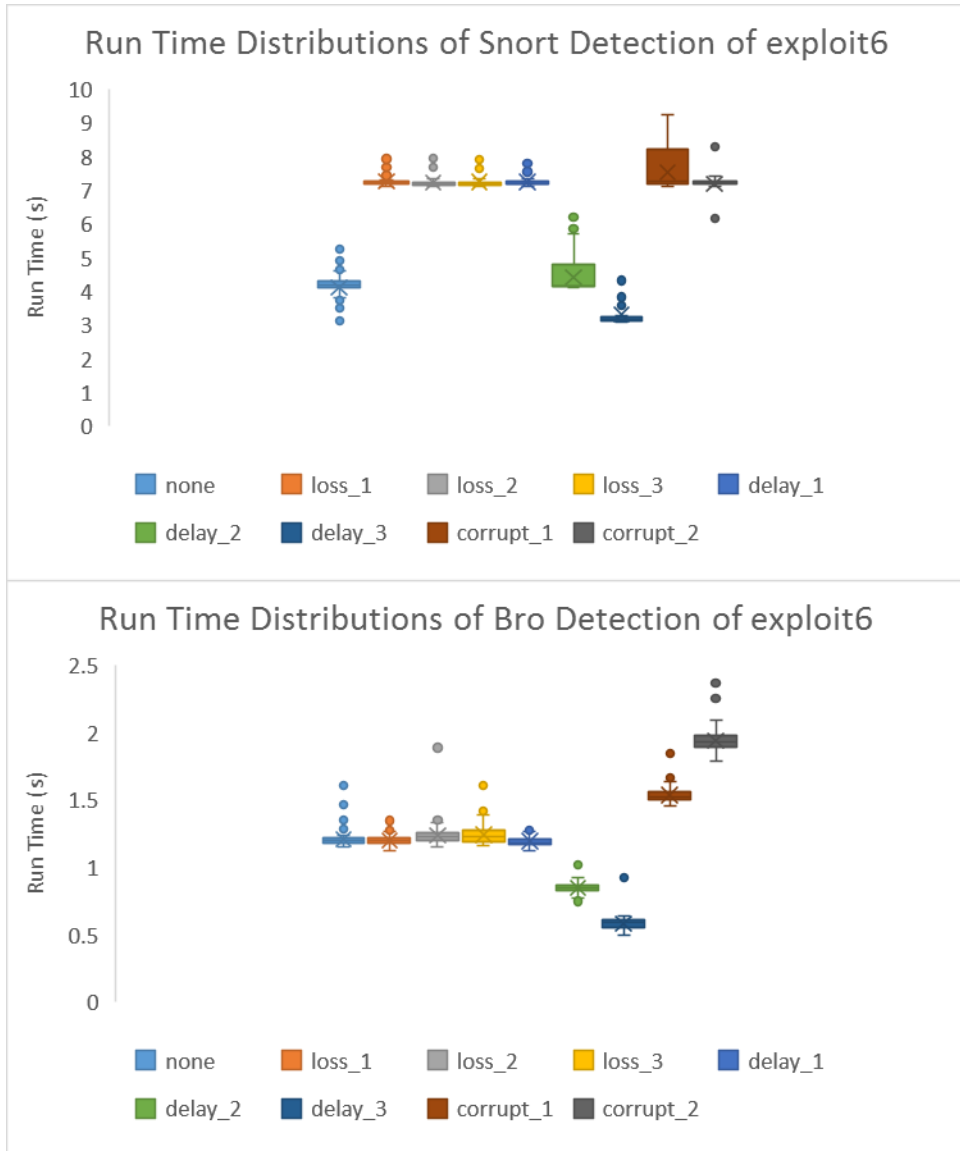 Run Time Distributions of Snort Detection of exploit6
10
9
8
7
6
5
4
3
2
1
0
Run Time (s)
none loss_1 loss_2 loss_3 delay_1
delay_2 delay_3 corrupt_1 corrupt_2
Run Time Distributions of Bro Detection of exploit6
2.5
2
1.5
1
0.5
0
Run Time (s)
none loss_1 loss_2 loss_3 delay_1
delay_2 delay_3 corrupt_1 corrupt_2